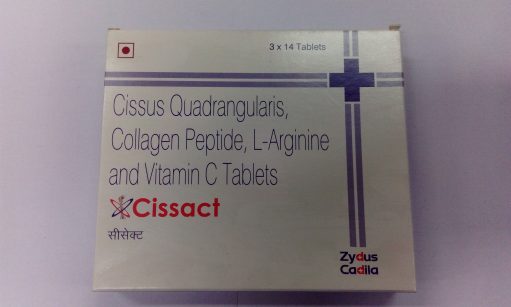 3 x 14 Tablets
Cissus Quadrangularis,
Collagen Peptide, L-Arginine
and Vitamin C Tablets
Cissact
सीसेक्ट
Zydus
Cadila